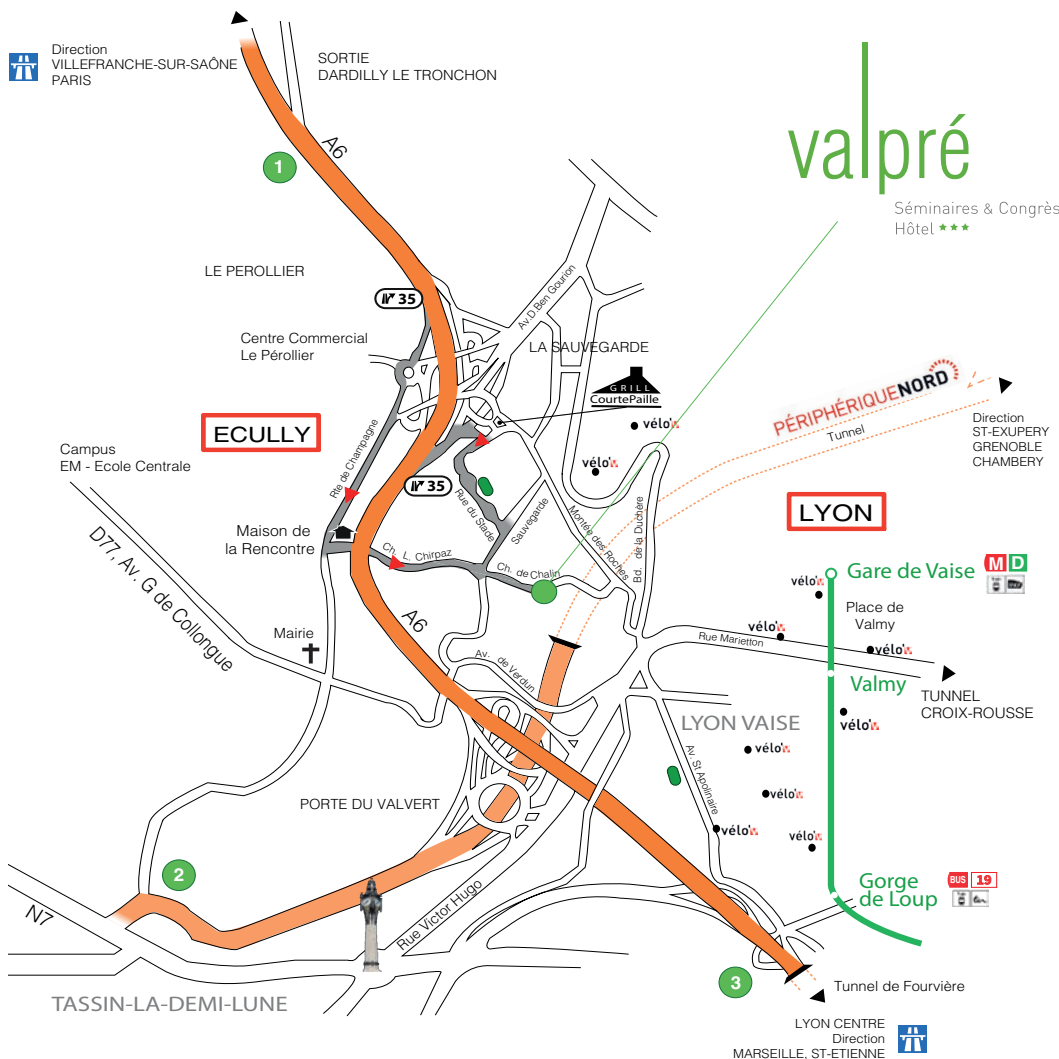 Direction
VILLEFRANCHE-SUR-SAÔNE
PARIS
SORTIE
DARDILLY LE TRONCHON
A6
1
valpré
Séminaires & Congrès
Hôtel ★★★
LE PEROLLIER
35
Av.D.Ben Gourion
Centre Commercial
Le Pérollier
LA SAUVEGARDE
GRILL
CourtePaille
PÉRIPHÉRIQUENORD
Tunnel
Direction
ST-EXUPERY
GRENOBLE
CHAMBERY
vélo'v
vélo'v
ECULLY
Campus
EM - Ecole Centrale
Rte de Champagne
35
Rue du Stade
Sauvegarde
Montée des Roches
Bd. de la Duchère
LYON
Maison de
la Rencontre
Ch. L. Chirpaz
Ch. de Chalin
D77, Av. G de Collongue
A6
vélo'v
Gare de Vaise
M D
Place de
Valmy
vélo'v
vélo'v
Rue Marietton
Mairie
Av. de Verdun
Valmy
TUNNEL
CROIX-ROUSSE
LYON VAISE
vélo'v
vélo'v
Av. St Apolinaire
vélo'v
vélo'v
vélo'v
PORTE DU VALVERT
2
Gorge
de Loup
BUS 19
N7
Rue Victor Hugo
3
Tunnel de Fourvière
TASSIN-LA-DEMI-LUNE
LYON CENTRE
Direction
MARSEILLE, ST-ETIENNE